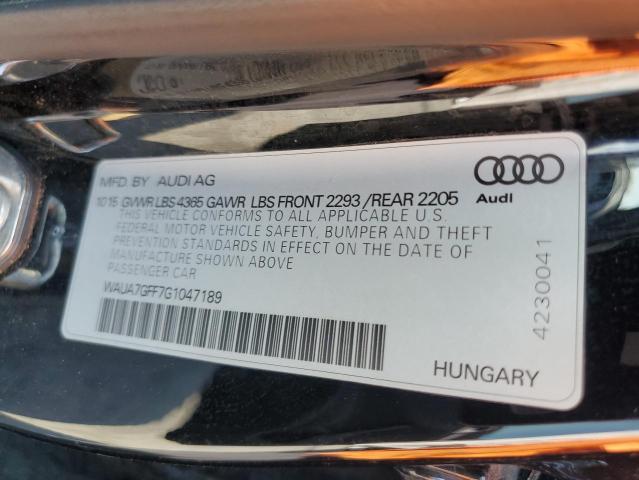 MFD. BY AUDI AG
10 15 GVWR LBS 4365 GAWR LBS FRONT 2293 / REAR 2205
THIS VEHICLE CONFORMS TO ALL APPLICABLE U.S.
FEDERAL MOTOR VEHICLE SAFETY, BUMPER AND THEFT
PREVENTION STANDARDS IN EFFECT ON THE DATE OF
MANUFACTURE SHOWN ABOVE
PASSENGER CAR
WAUA7GFF7G1047189
Audi
4230041
HUNGARY